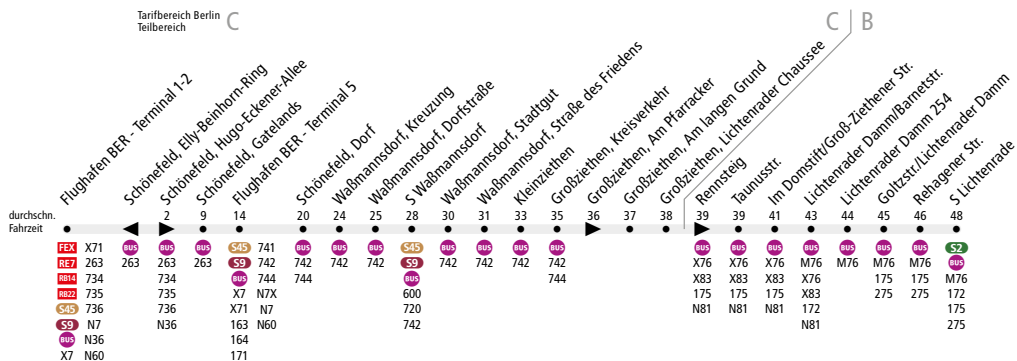 Tarifbereich Berlin
Teilbereich
C
C
B
Flughafen BER - Terminal 1-2
Schönefeld, Elly-Beinhorn-Ring
Schönefeld, Hugo-Eckener-Allee
Schönefeld, Gatelands
Flughafen BER - Terminal 5
Schönefeld, Dorf
Waßmannsdorf, Kreuzung
Waßmannsdorf, Dorfstraße
S Waßmannsdorf
Waßmannsdorf, Stadtgut
Waßmannsdorf, Straße des Friedens
Kleinziethen
Großziethen, Kreisverkehr
Großziethen, Am Pfarracker
Großziethen, Am langen Grund
Großziethen, Lichtenrader Chaussee
Rennsteig
Taunusstr.
Im Domstift/Groß-Ziethener Str.
Lichtenrader Damm/Barnetstr.
Lichtenrader Damm 254
Goltzstr./Lichtenrader Damm
Rehagener Str.
S Lichtenrade
durchschn. 2 9 14 20 24 25 28 30 31 33 35 36 37 38 39 39 41 43 44 45 46 48
Fahrzeit
FEX X71 BUS BUS BUS S45 741 BUS BUS BUS S45 BUS BUS BUS BUS BUS BUS BUS BUS BUS BUS BUS S2
RE7 263 263 263 263 S9 742 742 742 742 S9 742 742 742 742 X76 X76 X76 M76 M76 M76 M76 BUS
RB14 734 734 BUS 744 744 BUS 744 X83 X83 X83 X76 175 175 M76
RB22 735 735 X7 N7X 600 175 175 175 X83 275 275 172
S45 736 736 X71 N7 720 N81 N81 N81 172 175
S9 N7 N36 163 N60 742 N81 275
BUS N36 164
X7 N60 171